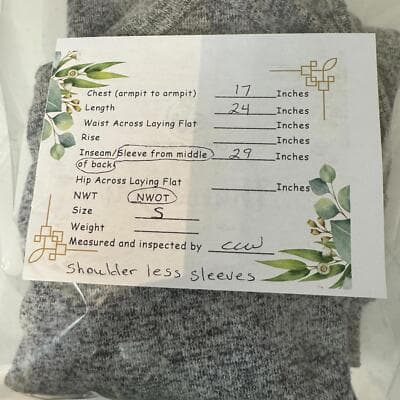 Chest (armpit to armpit) 17 Inches
Length 24 Inches
Waist Across Laying Flat Inches
Rise Inches
Inseam/Sleeve from middle 29 Inches
of back
Hip Across Laying Flat Inches
NWT NWOT
Size S
Weight
Measured and inspected by ccw
Shoulder less sleeves